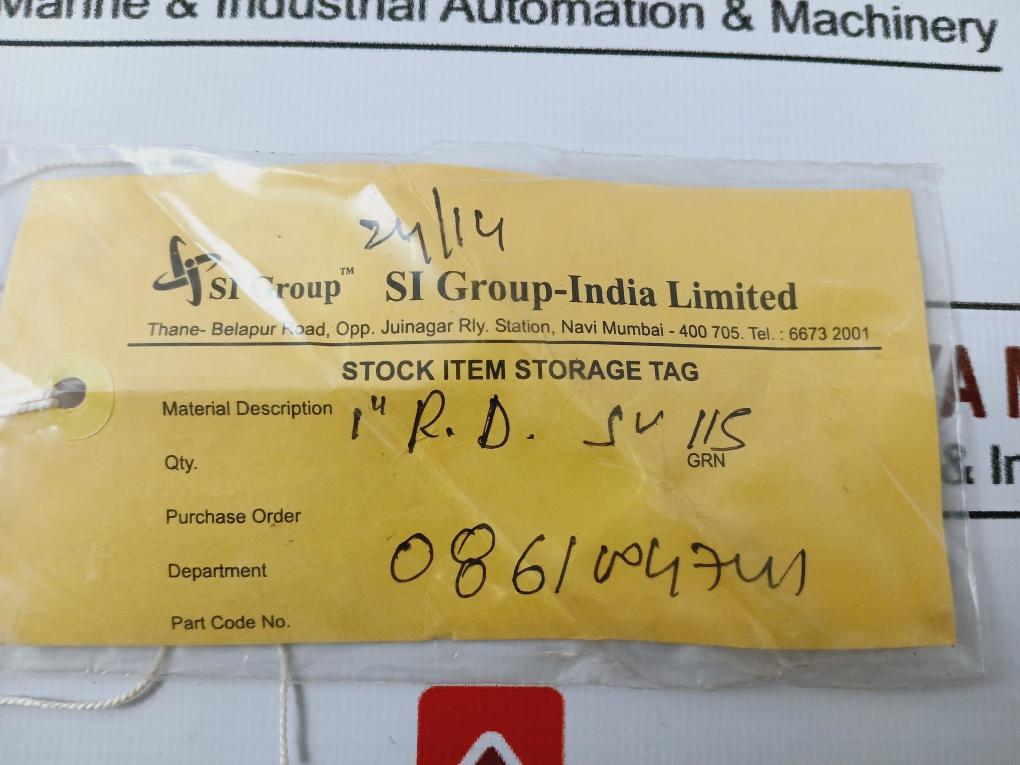 Marine & Industrial Automation & Machinery
24/14
SI Group™ SI Group-India Limited
Thane- Belapur Road, Opp. Juinagar Rly. Station, Navi Mumbai - 400 705. Tel. : 6673 2001
STOCK ITEM STORAGE TAG
Material Description 1" R.D. SV 115
Qty. GRN
Purchase Order
Department
Part Code No.
& In